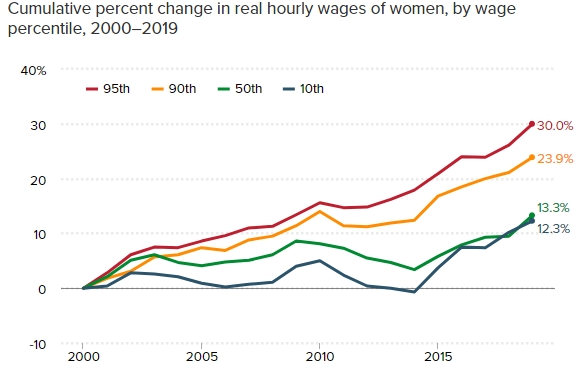 Cumulative percent change in real hourly wages of women, by wage
percentile, 2000–2019
40%
95th 90th 50th 10th
30
30.0%
23.9%
20
13.3%
10
12.3%
0
-10
2000 2005 2010 2015